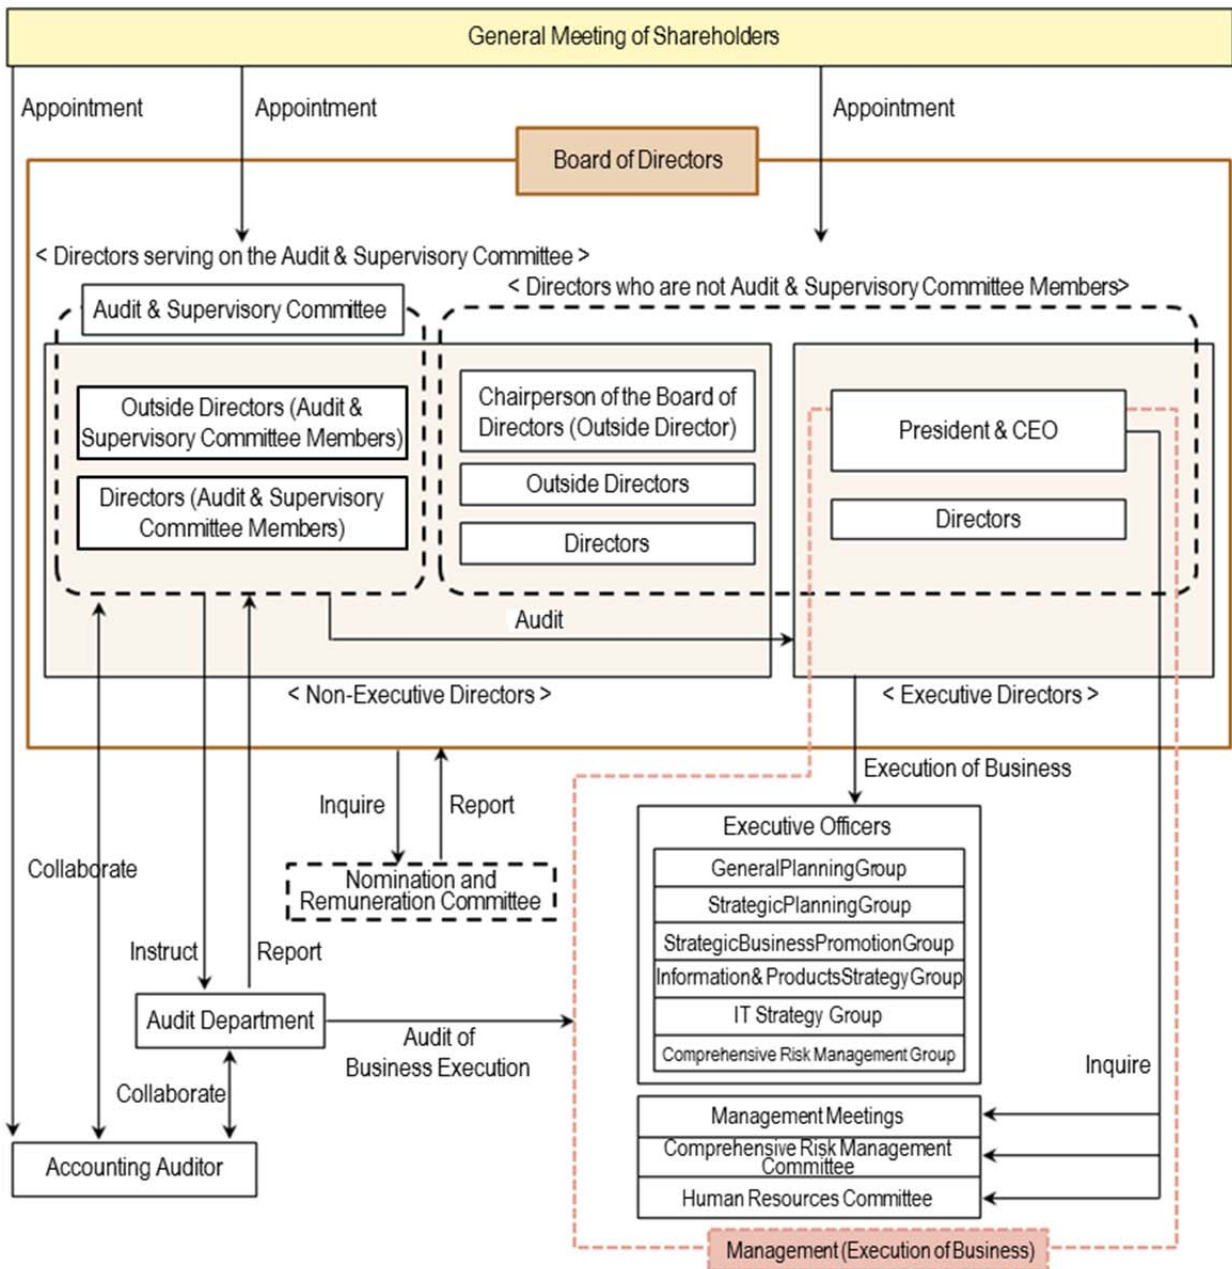 General Meeting of Shareholders
Appointment
Appointment
Appointment
Board of Directors
< Directors serving on the Audit & Supervisory Committee >
< Directors who are not Audit & Supervisory Committee Members>
Audit & Supervisory Committee
Outside Directors (Audit &
Supervisory Committee Members)
Directors (Audit & Supervisory
Committee Members)
Chairperson of the Board of
Directors (Outside Director)
Outside Directors
Directors
President & CEO
Directors
Audit
< Non-Executive Directors >
< Executive Directors >
Execution of Business
Inquire
Report
Nomination and
Remuneration Committee
Collaborate
Instruct
Report
Audit Department
Audit of
Business Execution
Collaborate
Accounting Auditor
Executive Officers
GeneralPlanningGroup
StrategicPlanningGroup
StrategicBusinessPromotionGroup
Information& ProductsStrategy Group
IT Strategy Group
Comprehensive Risk Management Group
Inquire
Management Meetings
Comprehensive Risk Management
Committee
Human Resources Committee
Management (Execution of Business)